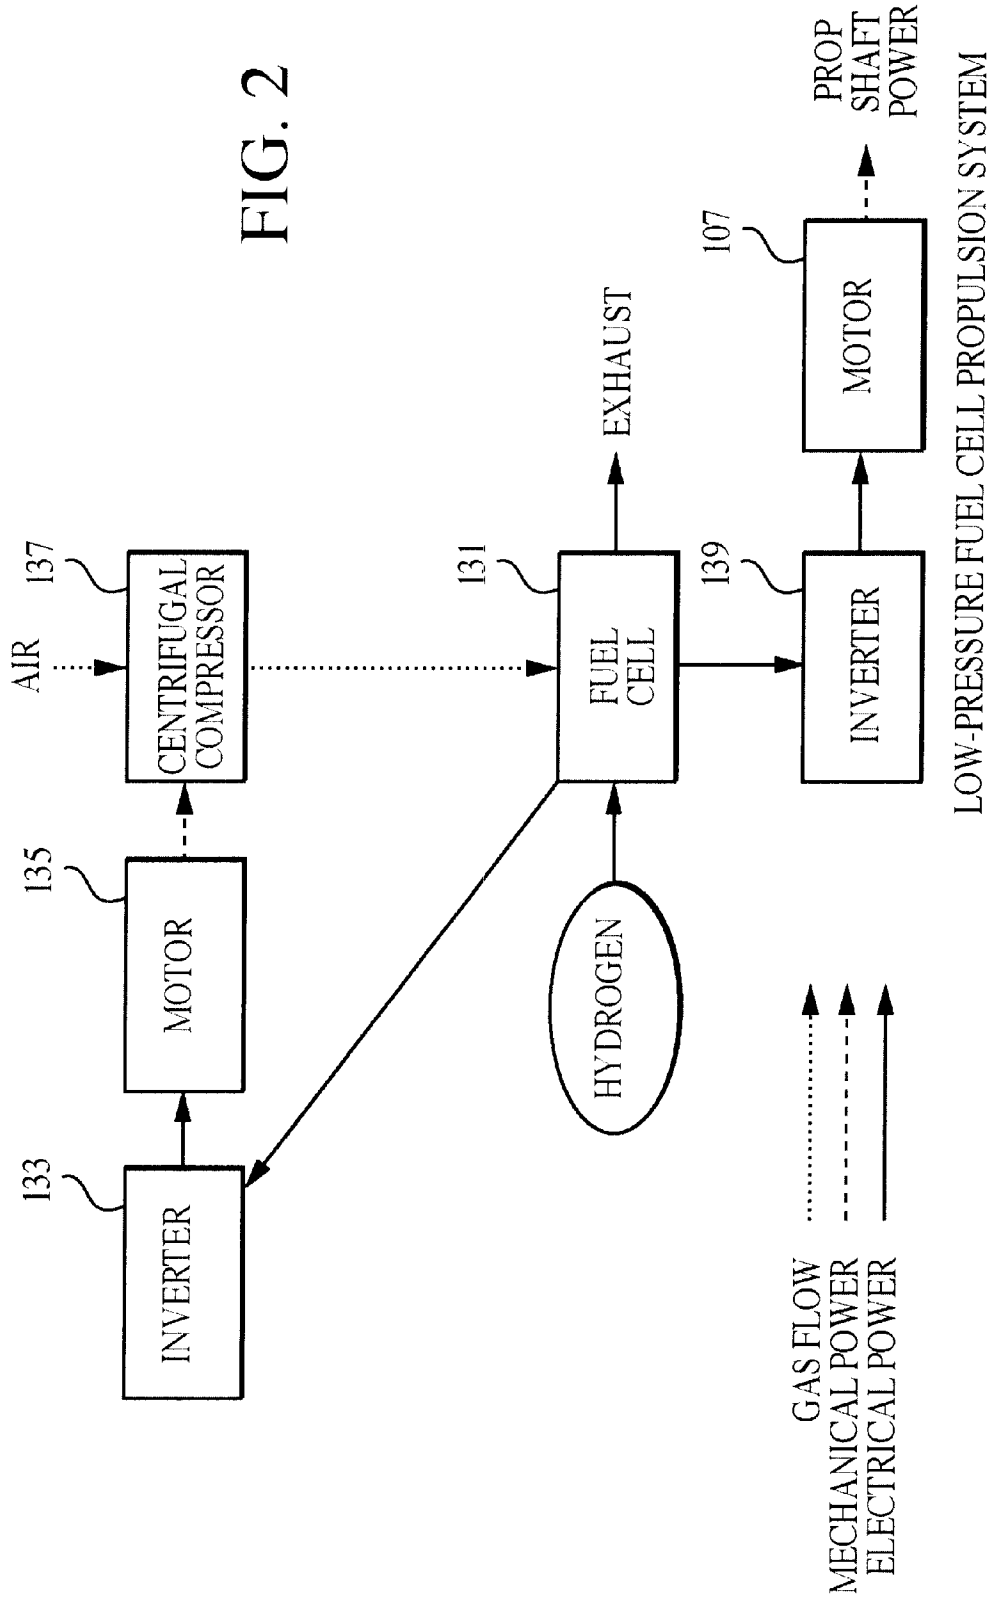 FIG. 2
AIR
137
CENTRIFUGAL
COMPRESSOR
135
MOTOR
133
INVERTER
131
FUEL
CELL
EXHAUST
HYDROGEN
139
INVERTER
107
MOTOR
PROP
SHAFT
POWER
GAS FLOW
MECHANICAL POWER
ELECTRICAL POWER
LOW-PRESSURE FUEL CELL PROPULSION SYSTEM